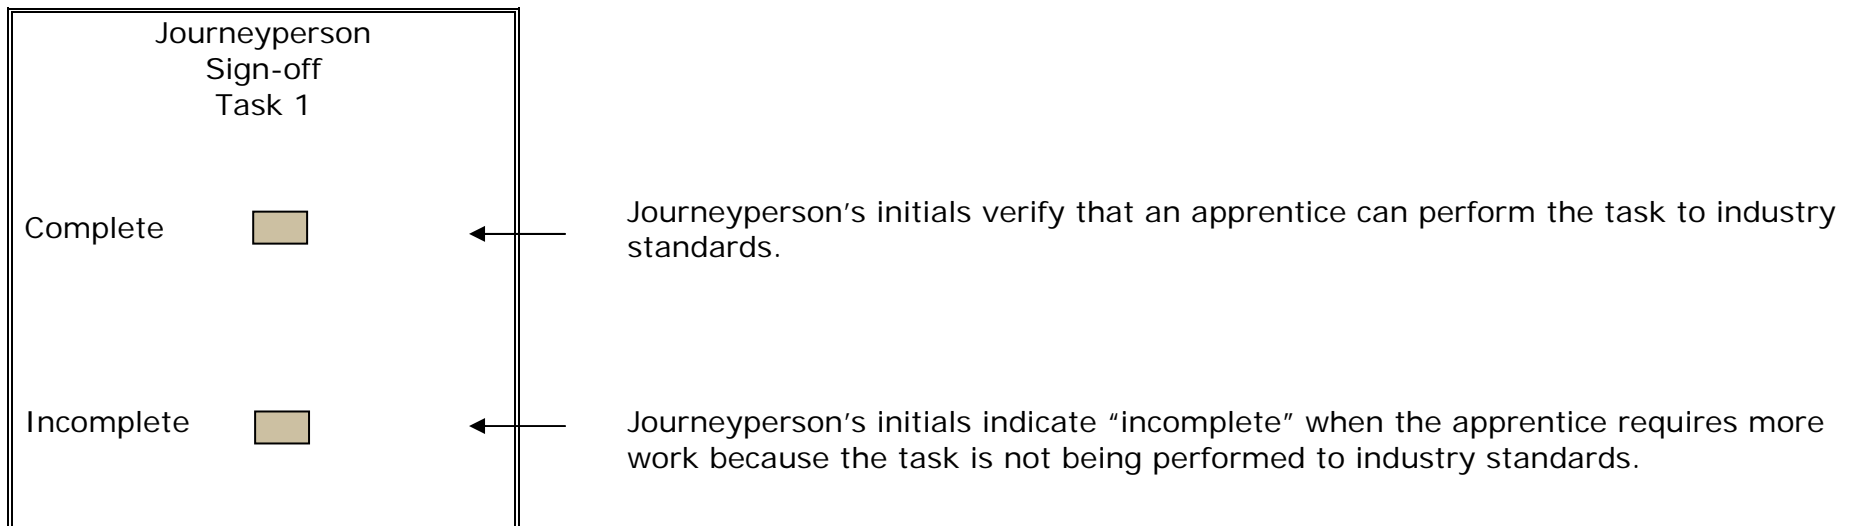 Journeyperson
Sign-off
Task 1
Complete
Journeyperson’s initials verify that an apprentice can perform the task to industry
standards.
Incomplete
Journeyperson’s initials indicate “incomplete” when the apprentice requires more
work because the task is not being performed to industry standards.